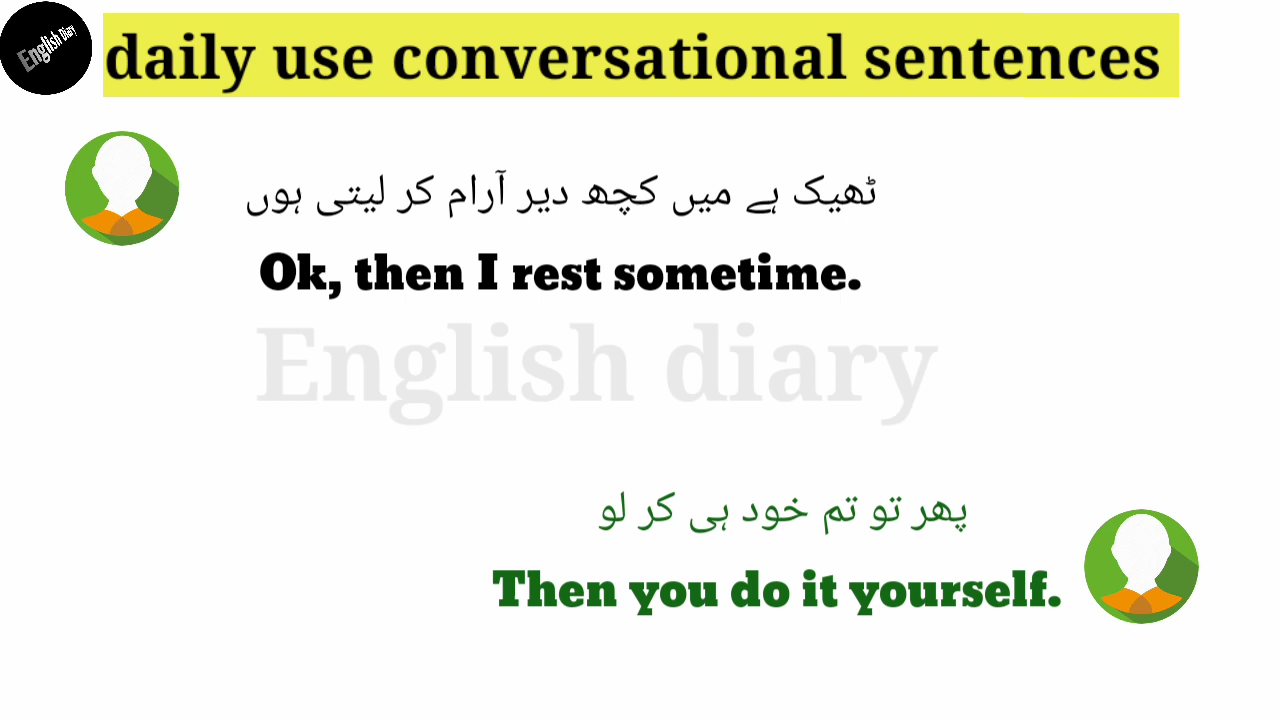 English Diary
daily use conversational sentences
ٹھیک ہے میں کچھ دیر آرام کر لیتی ہوں
Ok, then I rest sometime.
English diary
پھر تو تم خود ہی کر لو
Then you do it yourself.